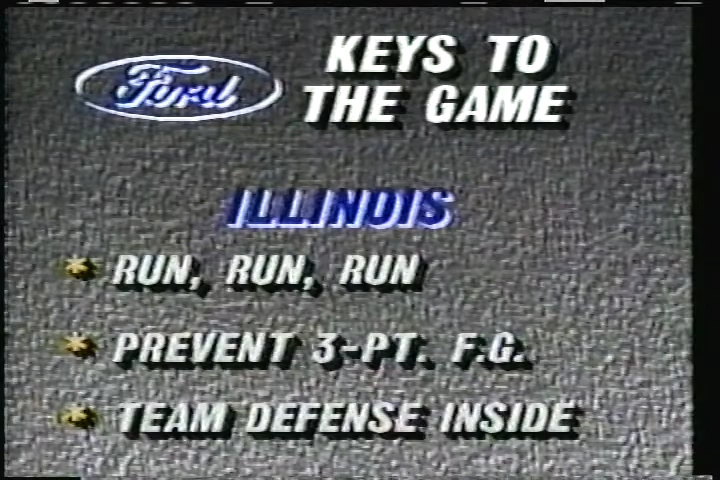 Ford
KEYS TO
THE GAME
ILLINOIS
* RUN, RUN, RUN
* PREVENT 3-PT. F.G.
* TEAM DEFENSE INSIDE